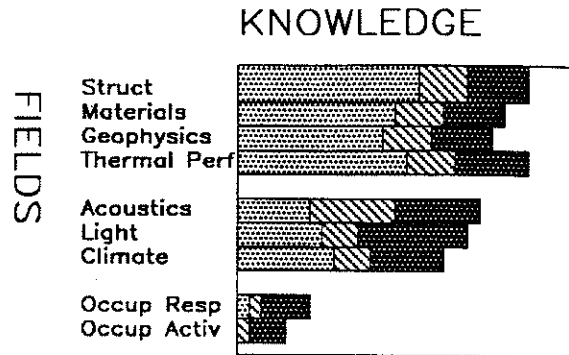 KNOWLEDGE
FIELDS
Struct
Materials
Geophysics
Thermal Perf
Acoustics
Light
Climate
Occup Resp
Occup Activ